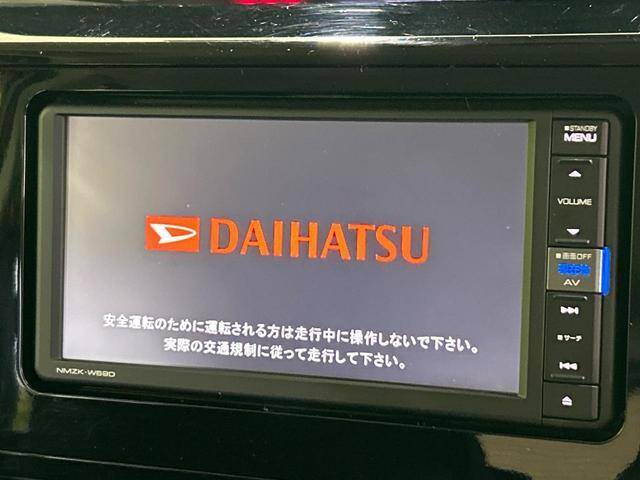 STANDBY
MENU
VOLUME
DAIHATSU
画面OFF
AV
安全運転のために運転される方は走行中に操作しないで下さい。
実際の交通規制に従って走行して下さい。
サーチ
NMZK-W69D